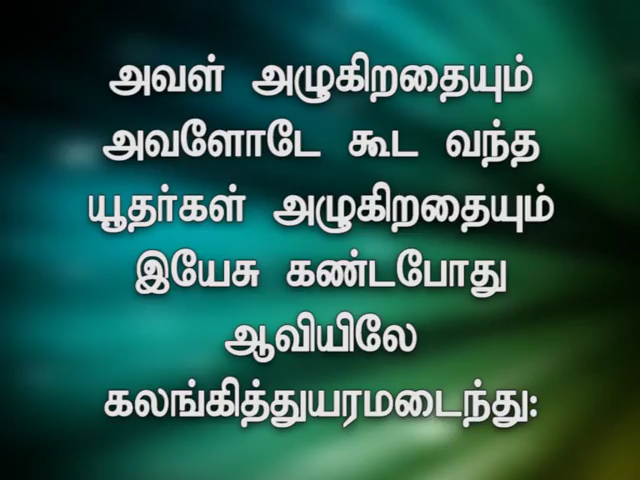 அவள் அழுகிறதையும்
அவளோடே கூட வந்த
யூதர்கள் அழுகிறதையும்
இயேசு கண்டபோது
ஆவியிலே
கலங்கித்துயரமடைந்து: